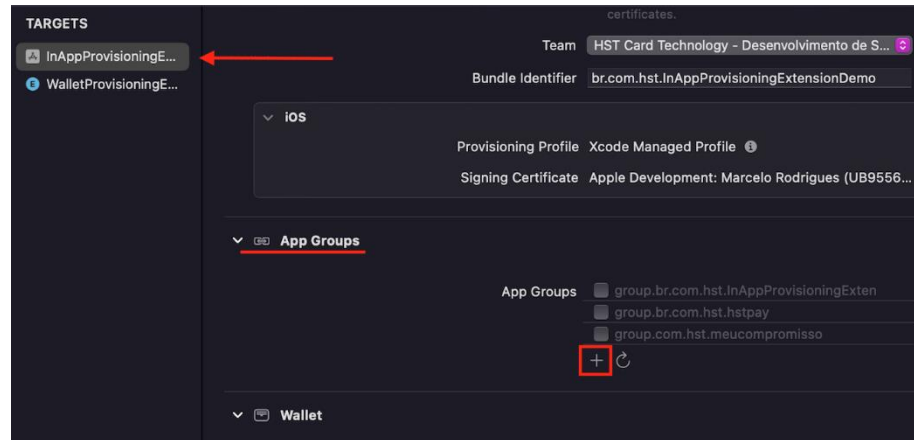 certificates.
TARGETS
InAppProvisioningE...
WalletProvisioningE...
Team HST Card Technology - Desenvolvimento de S...
Bundle Identifier br.com.hst.InAppProvisioningExtensionDemo
iOS
Provisioning Profile Xcode Managed Profile
Signing Certificate Apple Development: Marcelo Rodrigues (UB9556...
App Groups
App Groups group.br.com.hst.InAppProvisioningExten
group.br.com.hst.hstpay
group.com.hst.meucompromisso
Wallet